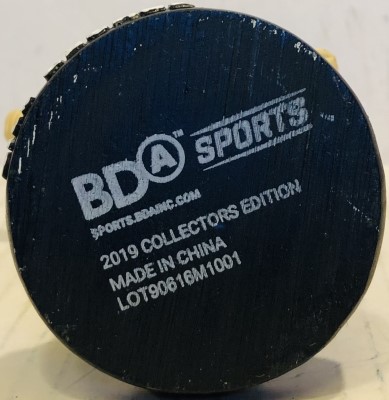 BDA™ SPORTS
SPORTS.BDAINC.COM
2019 COLLECTORS EDITION
MADE IN CHINA
LOT90616M1001